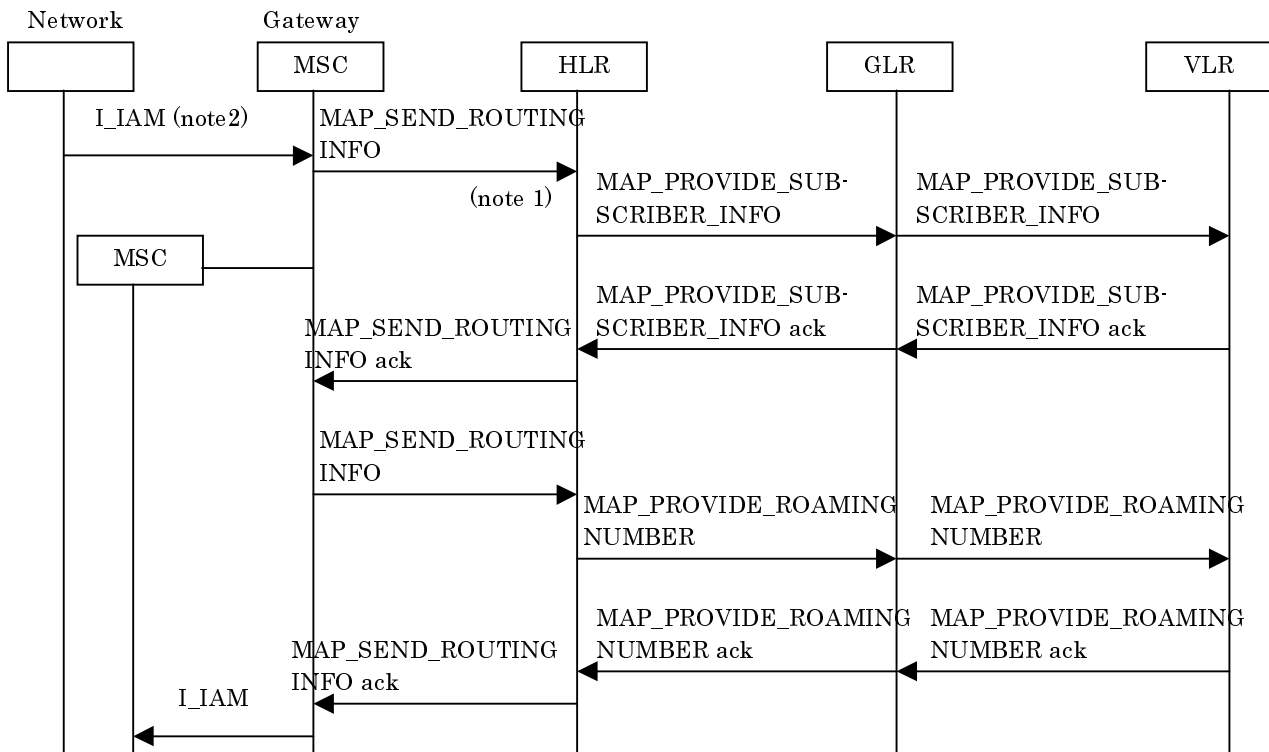 Network
Gateway
MSC
HLR
GLR
VLR
I_IAM (note2)
MAP_SEND_ROUTING
INFO
(note 1)
MAP_PROVIDE_SUB-
SCRIBER_INFO
MAP_PROVIDE_SUB-
SCRIBER_INFO
MSC
MAP_SEND_ROUTING
INFO ack
MAP_PROVIDE_SUB-
SCRIBER_INFO ack
MAP_PROVIDE_SUB-
SCRIBER_INFO ack
MAP_SEND_ROUTING
INFO
MAP_PROVIDE_ROAMING
NUMBER
MAP_PROVIDE_ROAMING
NUMBER
MAP_PROVIDE_ROAMING
NUMBER ack
MAP_PROVIDE_ROAMING
NUMBER ack
MAP_SEND_ROUTING
INFO ack
I_IAM